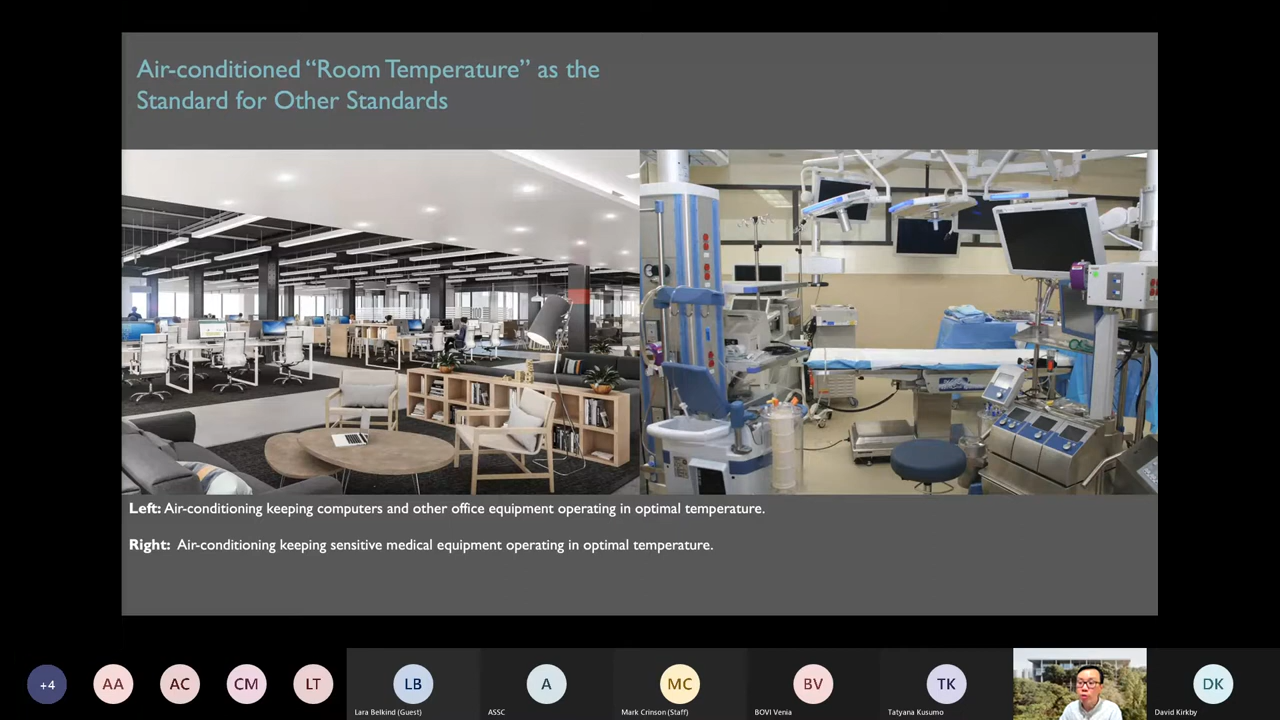 Air-conditioned “Room Temperature” as the
Standard for Other Standards
Left: Air-conditioning keeping computers and other office equipment operating in optimal temperature.
Right: Air-conditioning keeping sensitive medical equipment operating in optimal temperature.
+4
AA
AC
CM
LT
LB
A
MC
BV
TK
DK
Lara Belkind (Guest)
ASSC
Mark Crinson (Staff)
BOVI Venia
Tatyana Kusumo
David Kirkby